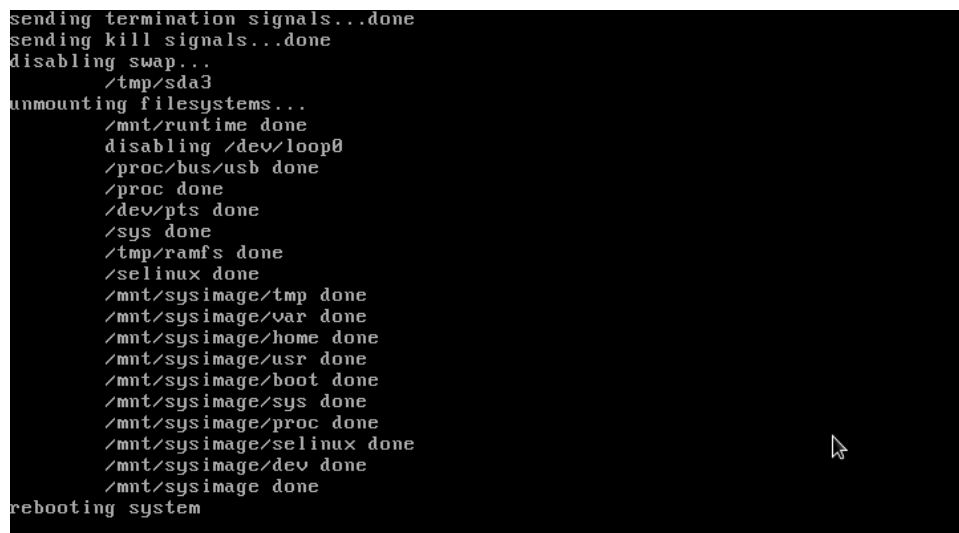 sending termination signals...done
sending kill signals...done
disabling swap...
/tmp/sda3
unmounting filesystems...
/mnt/runtime done
disabling /dev/loop0
/proc/bus/usb done
/proc done
/dev/pts done
/sys done
/tmp/ramfs done
/selinux done
/mnt/sysimage/tmp done
/mnt/sysimage/var done
/mnt/sysimage/home done
/mnt/sysimage/usr done
/mnt/sysimage/boot done
/mnt/sysimage/sys done
/mnt/sysimage/proc done
/mnt/sysimage/selinux done
/mnt/sysimage/dev done
/mnt/sysimage done
rebooting system